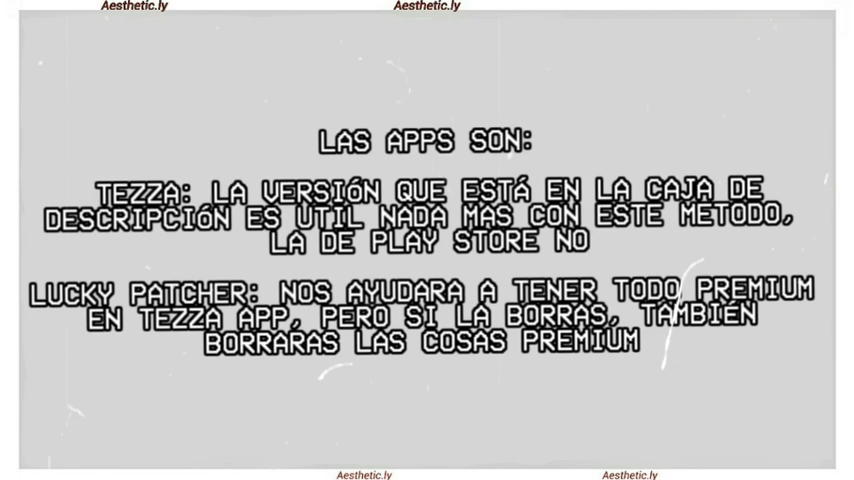 Aesthetic.ly Aesthetic.ly
LAS APPS SON:
TEZZA: LA VERSIÓN QUE ESTÁ EN LA CAJA DE
DESCRIPCIÓN ES UTIL NADA MAS CON ESTE METODO,
LA DE PLAY STORE NO
LUCKY PATCHER: NOS AYUDARA A TENER TODO PREMIUM
EN TEZZA APP, PERO SI LA BORRAS, TAMBIÉN
BORRARAS LAS COSAS PREMIUM
Aesthetic.ly Aesthetic.ly